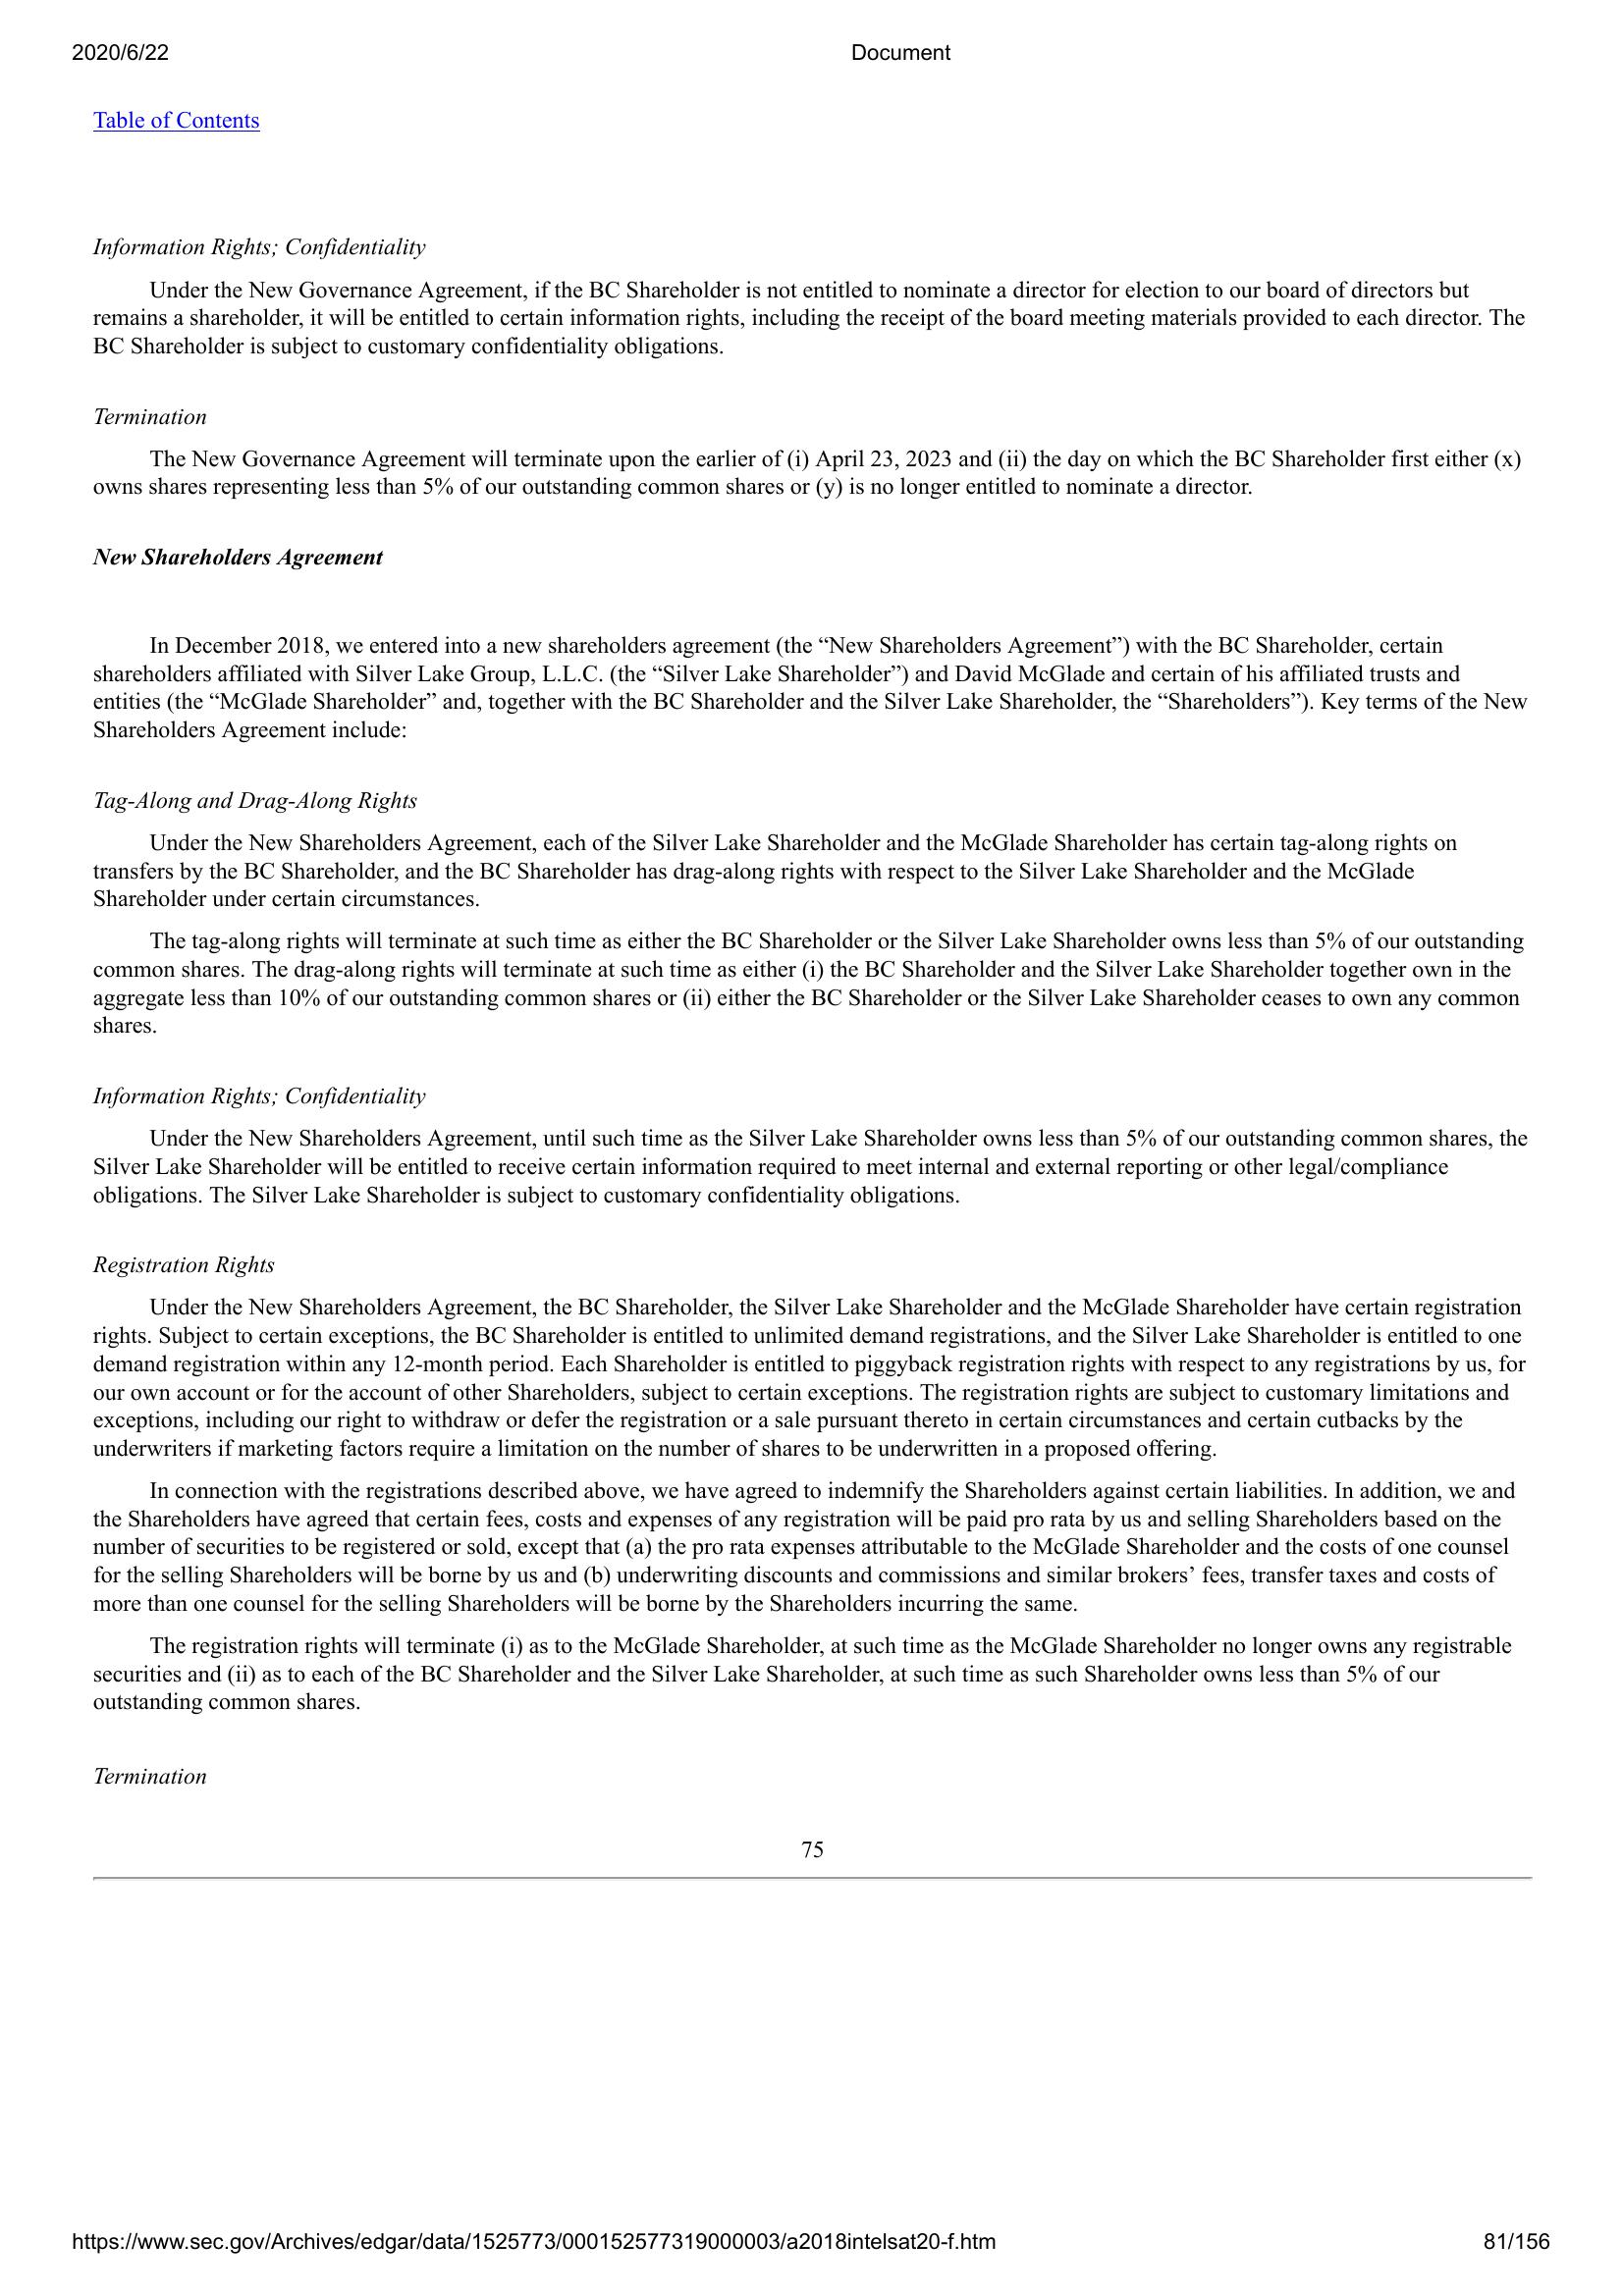 2020/6/22
Document
Table of Contents
Information Rights; Confidentiality
Under the New Governance Agreement, if the BC Shareholder is not entitled to nominate a director for election to our board of directors but
remains a shareholder, it will be entitled to certain information rights, including the receipt of the board meeting materials provided to each director. The
BC Shareholder is subject to customary confidentiality obligations.
Termination
The New Governance Agreement will terminate upon the earlier of (i) April 23, 2023 and (ii) the day on which the BC Shareholder first either (x)
owns shares representing less than 5% of our outstanding common shares or (y) is no longer entitled to nominate a director.
New Shareholders Agreement
In December 2018, we entered into a new shareholders agreement (the “New Shareholders Agreement”) with the BC Shareholder, certain
shareholders affiliated with Silver Lake Group, L.L.C. (the “Silver Lake Shareholder”) and David McGlade and certain of his affiliated trusts and
entities (the “McGlade Shareholder” and, together with the BC Shareholder and the Silver Lake Shareholder, the “Shareholders”). Key terms of the New
Shareholders Agreement include:
Tag-Along and Drag-Along Rights
Under the New Shareholders Agreement, each of the Silver Lake Shareholder and the McGlade Shareholder has certain tag-along rights on
transfers by the BC Shareholder, and the BC Shareholder has drag-along rights with respect to the Silver Lake Shareholder and the McGlade
Shareholder under certain circumstances.
The tag-along rights will terminate at such time as either the BC Shareholder or the Silver Lake Shareholder owns less than 5% of our outstanding
common shares. The drag-along rights will terminate at such time as either (i) the BC Shareholder and the Silver Lake Shareholder together own in the
aggregate less than 10% of our outstanding common shares or (ii) either the BC Shareholder or the Silver Lake Shareholder ceases to own any common
shares.
Information Rights; Confidentiality
Under the New Shareholders Agreement, until such time as the Silver Lake Shareholder owns less than 5% of our outstanding common shares, the
Silver Lake Shareholder will be entitled to receive certain information required to meet internal and external reporting or other legal/compliance
obligations. The Silver Lake Shareholder is subject to customary confidentiality obligations.
Registration Rights
Under the New Shareholders Agreement, the BC Shareholder, the Silver Lake Shareholder and the McGlade Shareholder have certain registration
rights. Subject to certain exceptions, the BC Shareholder is entitled to unlimited demand registrations, and the Silver Lake Shareholder is entitled to one
demand registration within any 12-month period. Each Shareholder is entitled to piggyback registration rights with respect to any registrations by us, for
our own account or for the account of other Shareholders, subject to certain exceptions. The registration rights are subject to customary limitations and
exceptions, including our right to withdraw or defer the registration or a sale pursuant thereto in certain circumstances and certain cutbacks by the
underwriters if marketing factors require a limitation on the number of shares to be underwritten in a proposed offering.
In connection with the registrations described above, we have agreed to indemnify the Shareholders against certain liabilities. In addition, we and
the Shareholders have agreed that certain fees, costs and expenses of any registration will be paid pro rata by us and selling Shareholders based on the
number of securities to be registered or sold, except that (a) the pro rata expenses attributable to the McGlade Shareholder and the costs of one counsel
for the selling Shareholders will be borne by us and (b) underwriting discounts and commissions and similar brokers’ fees, transfer taxes and costs of
more than one counsel for the selling Shareholders will be borne by the Shareholders incurring the same.
The registration rights will terminate (i) as to the McGlade Shareholder, at such time as the McGlade Shareholder no longer owns any registrable
securities and (ii) as to each of the BC Shareholder and the Silver Lake Shareholder, at such time as such Shareholder owns less than 5% of our
outstanding common shares.
Termination
75
https://www.sec.gov/Archives/edgar/data/1525773/000152577319000003/a2018intelsat20-f.htm
81/156